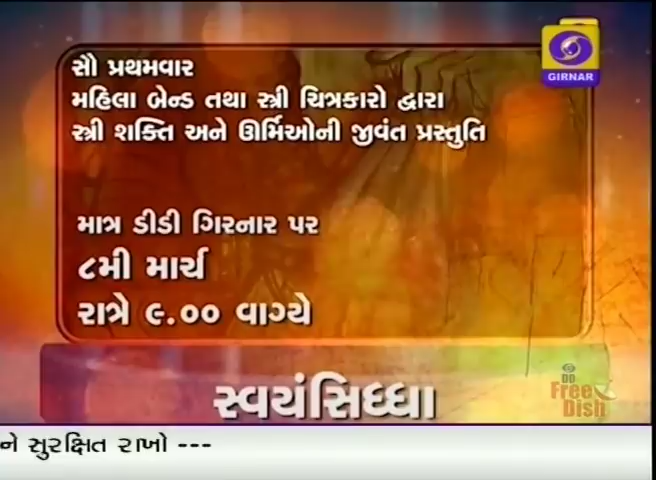 સૌ પ્રથમવાર
મહિલા બેન્ડ તથા સ્ત્રી ચિત્રકારો દ્વારા
સ્ત્રી શક્તિ અને ઊર્મિઓની જીવંત પ્રસ્તુતિ
GIRNAR
માત્ર ડીડી ગિરનાર પર
૮મી માર્ચ
રાત્રે ૯.૦૦ વાગ્યે
સ્વયંસિધ્ધા
DD
Free
Dish
ને સુરક્ષિત રાખો ---